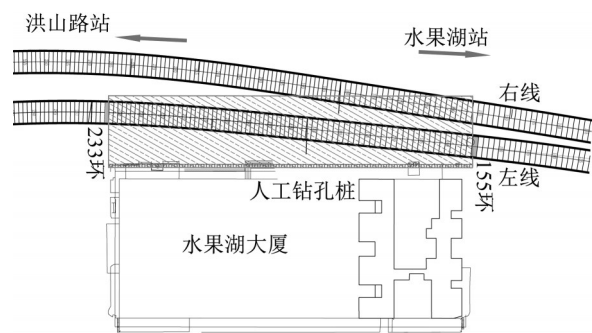 洪山路站
水果湖站
右线
233环
155环
左线
人工钻孔桩
水果湖大厦